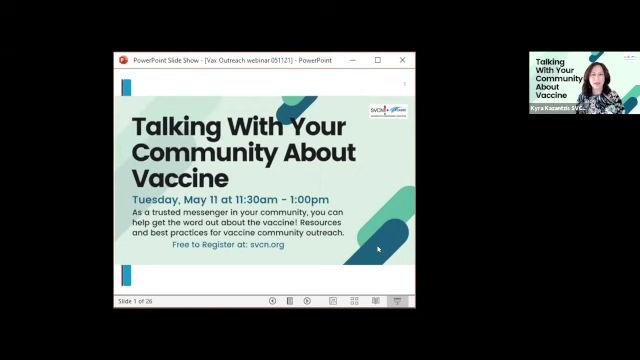 PowerPoint Slide Show - [Vax Outreach webinar 051121] - PowerPoint
SVCN
Talking With Your
Community About
Vaccine
Tuesday, May 11 at 11:30am - 1:00pm
As a trusted messenger in your community, you can
help get the word out about the vaccine! Resources
and best practices for vaccine community outreach.
Free to Register at: svcn.org
Slide 1 of 26
Talking
With Your
Community
About
Vaccine
Kyra Kazantzis SVC...